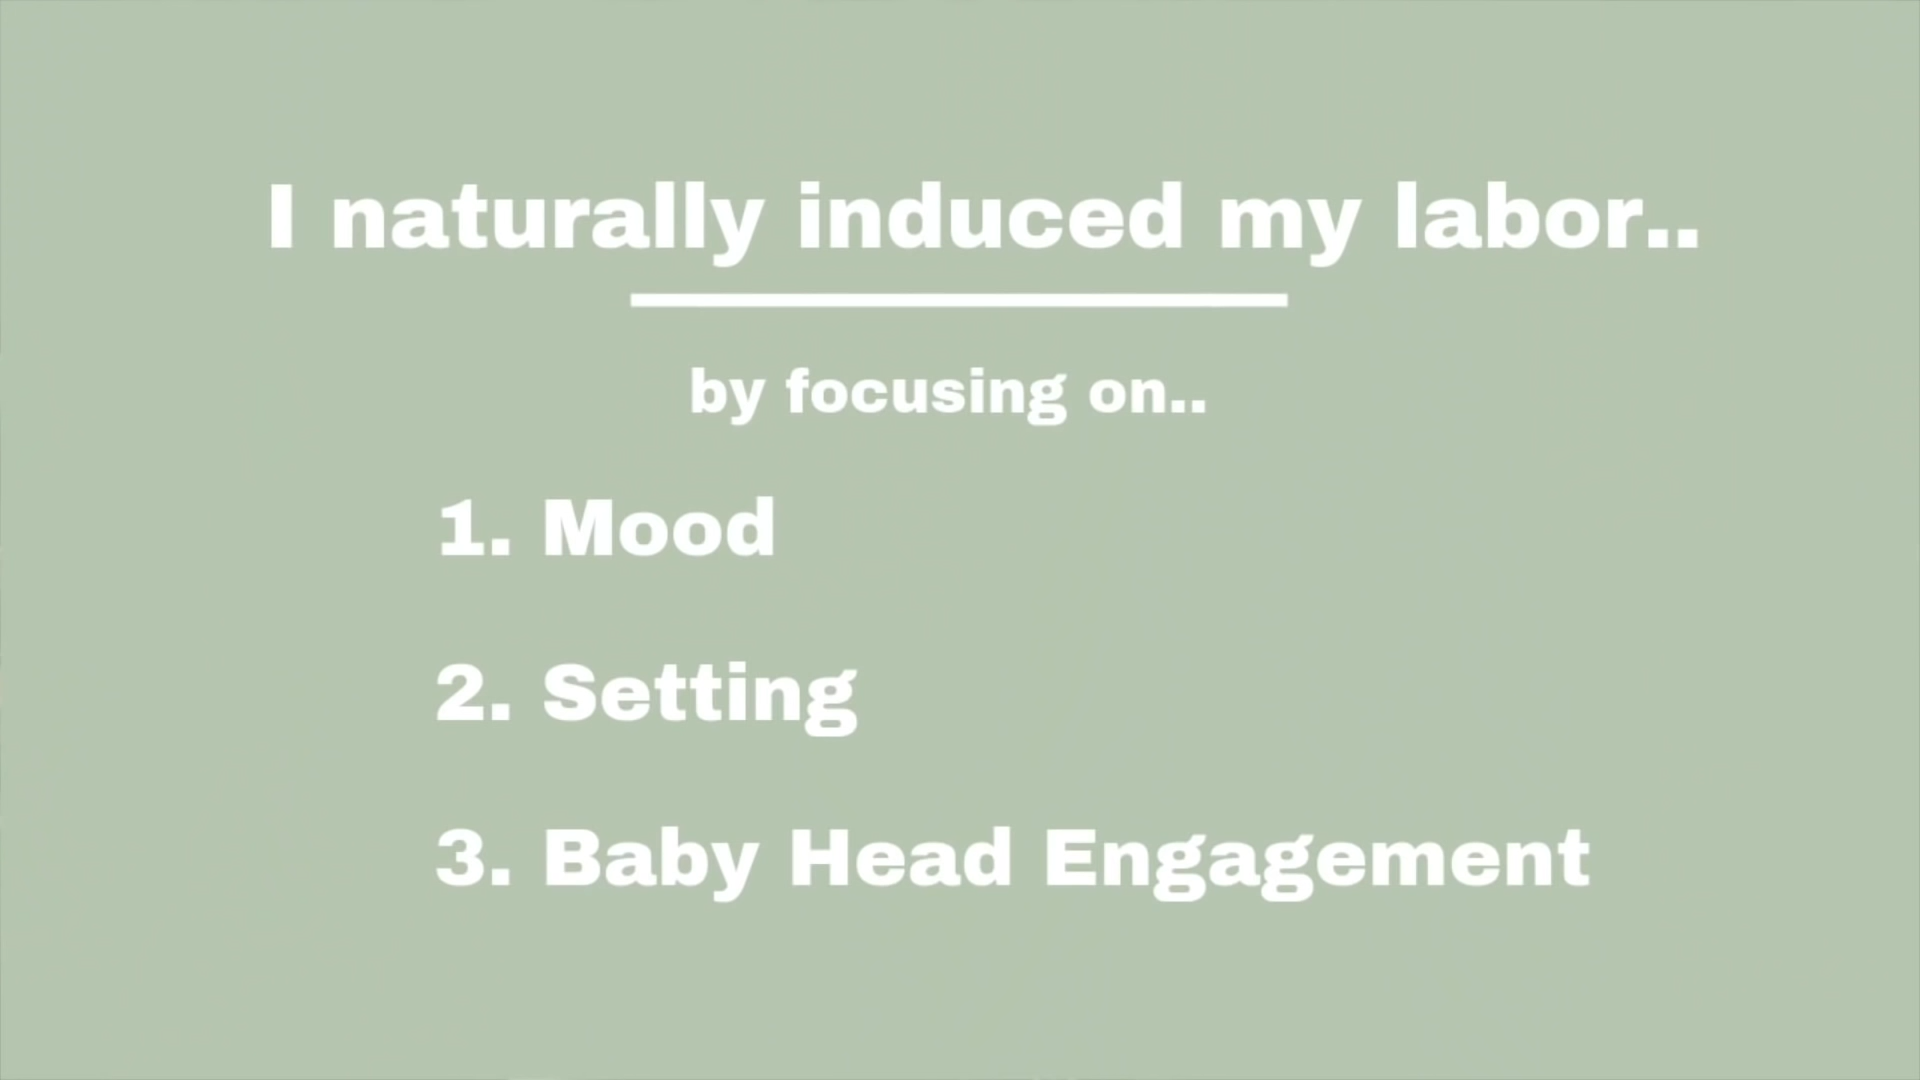 I naturally induced my labor..
by focusing on..
1. Mood
2. Setting
3. Baby Head Engagement